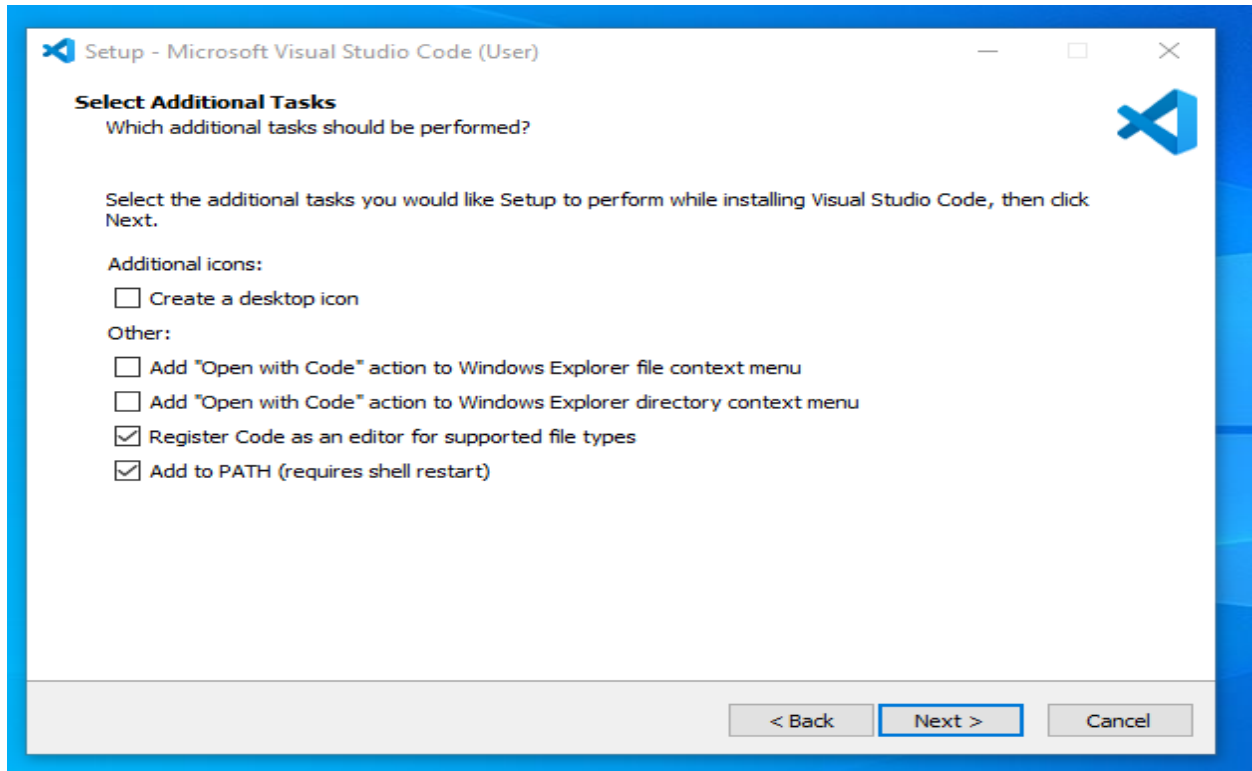 Setup - Microsoft Visual Studio Code (User)
Select Additional Tasks
Which additional tasks should be performed?
Select the additional tasks you would like Setup to perform while installing Visual Studio Code, then click
Next.
Additional icons:
Create a desktop icon
Other:
Add "Open with Code" action to Windows Explorer file context menu
Add "Open with Code" action to Windows Explorer directory context menu
Register Code as an editor for supported file types
Add to PATH (requires shell restart)
< Back Next > Cancel